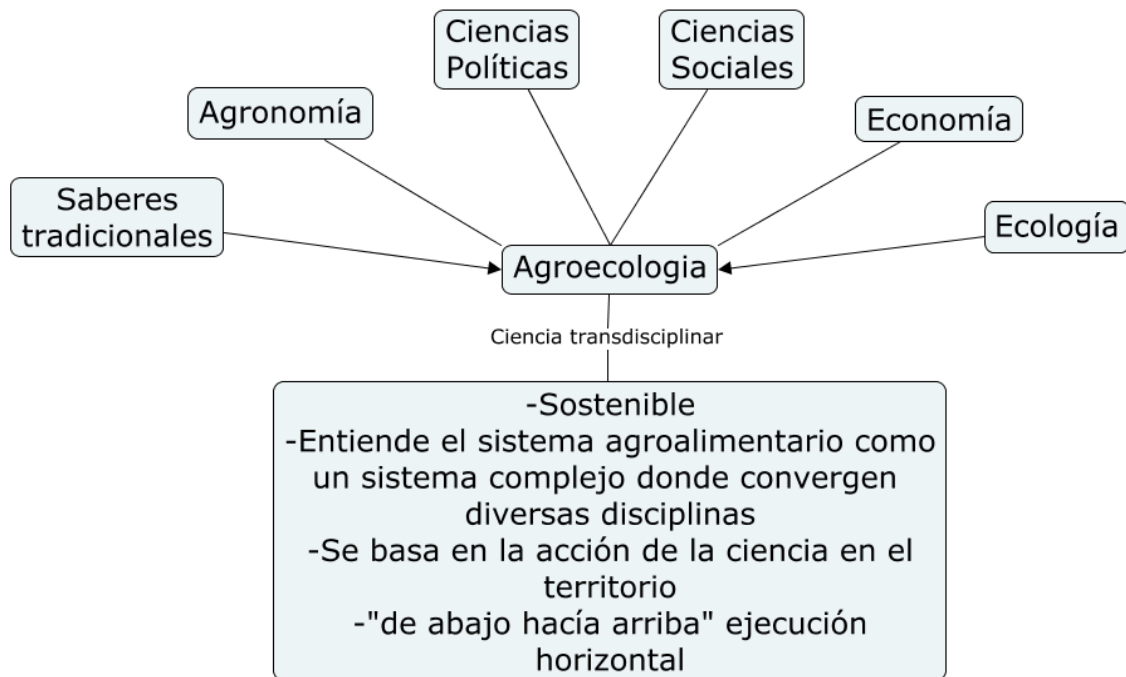 Ciencias
Políticas
Ciencias
Sociales
Agronomía
Economía
Saberes
tradicionales
Ecología
Agroecologia
Ciencia transdisciplinar
-Sostenible
-Entiende el sistema agroalimentario como
un sistema complejo donde convergen
diversas disciplinas
-Se basa en la acción de la ciencia en el
territorio
-"de abajo hacía arriba" ejecución
horizontal